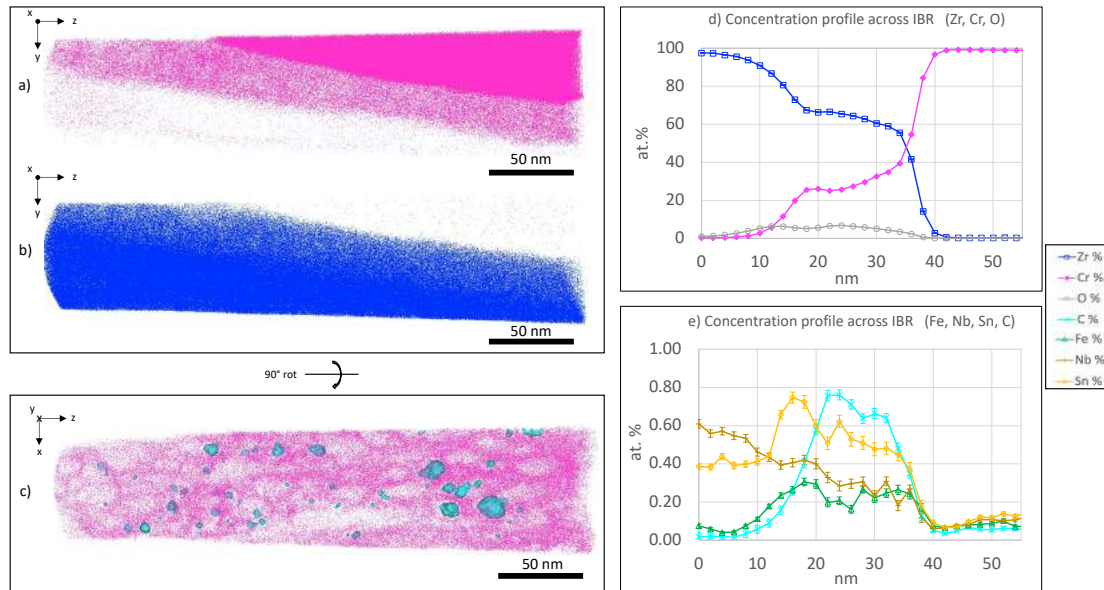 x
z
y
a)
50 nm
x
z
y
b)
50 nm
90° rot
y
x
z
x
c)
50 nm
d) Concentration profile across IBR (Zr, Cr, O)
100
80
60
40
20
0
at.%
0 10 20 30 40 50
nm
Zr %
Cr %
O %
C %
Fe %
Nb %
Sn %
e) Concentration profile across IBR (Fe, Nb, Sn, C)
1.00
0.80
0.60
0.40
0.20
0.00
at. %
0 10 20 30 40 50
nm